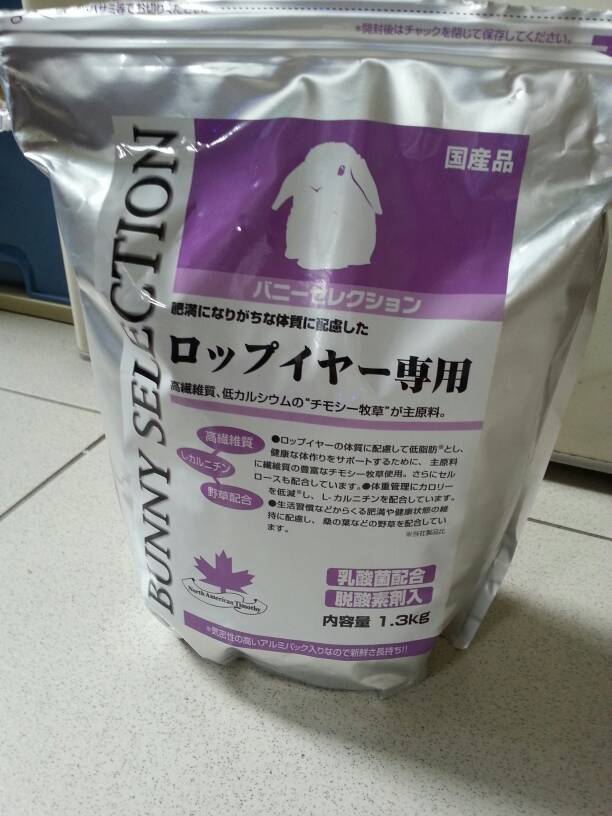 ハサミ等でお切りください。
*開封後はチャックを閉じて保存してください。
国産品
BUNNY SELECTION
バニーセレクション
肥満になりがちな体質に配慮した
ロップイヤー専用
高繊維質、低カルシウムの"チモシー牧草"が主原料。
高繊維質
L-カルニチン
野草配合
●ロップイヤーの体質に配慮して低脂肪※とし、
健康な体作りをサポートするために、主原料
に繊維質の豊富なチモシー牧草使用。さらにセル
ロースも配合しています。●体重管理にカロリー
を低減※し、L-カルニチンを配合しています。
●生活習慣などからくる肥満や健康状態の維
持に配慮し、桑の葉などの野草を配合してい
ます。
※当社製品比
North American Timothy
乳酸菌配合
脱酸素剤入
内容量 1.3kg
*気密性の高いアルミパック入りなので新鮮さ長持ち!!